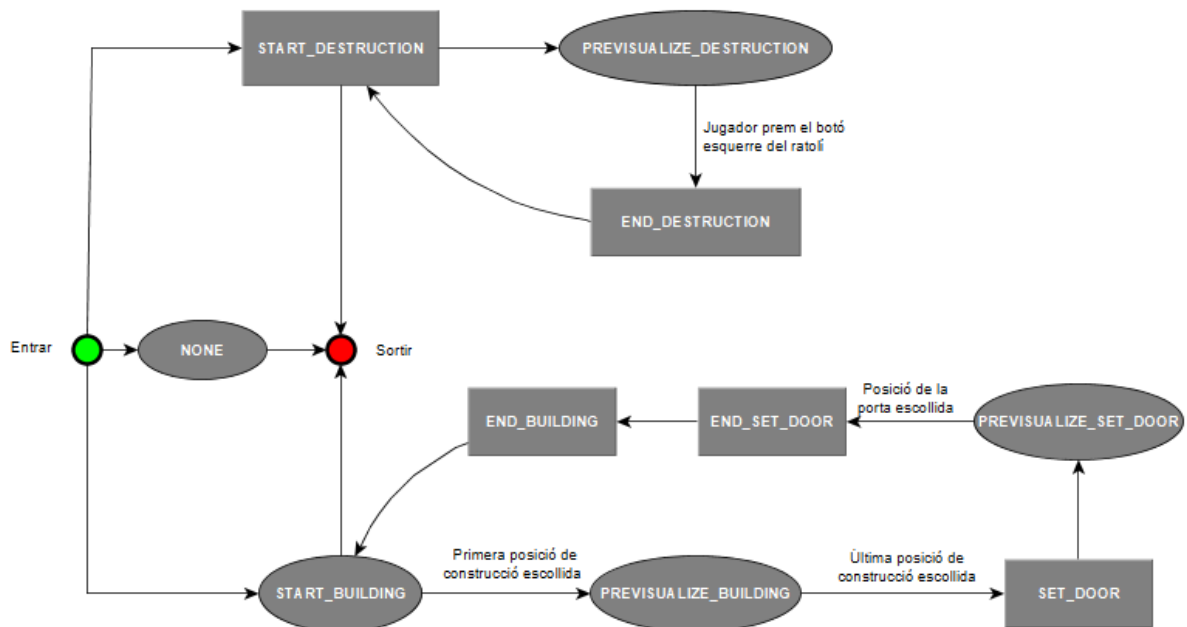 START_DESTRUCTION
PREVISUALIZE_DESTRUCTION
Jugador prem el botó
esquerre del ratolí
END_DESTRUCTION
Entrar
NONE
Sortir
END_BUILDING
END_SET_DOOR
Posició de la
porta escollida
PREVISUALIZE_SET_DOOR
START_BUILDING
Primera posició de
construcció escollida
PREVISUALIZE_BUILDING
Última posició de
construcció escollida
SET_DOOR